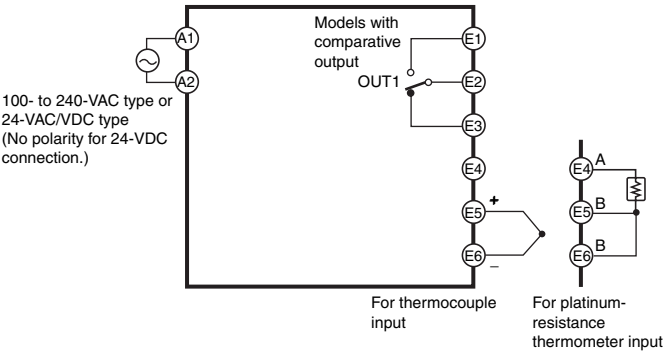 Models with
comparative
output
OUT1
A1
A2
100- to 240-VAC type or
24-VAC/VDC type
(No polarity for 24-VDC
connection.)
E1
E2
E3
E4
E5
E6
+
–
For thermocouple
input
E4
A
E5
B
E6
B
For platinum-
resistance
thermometer input